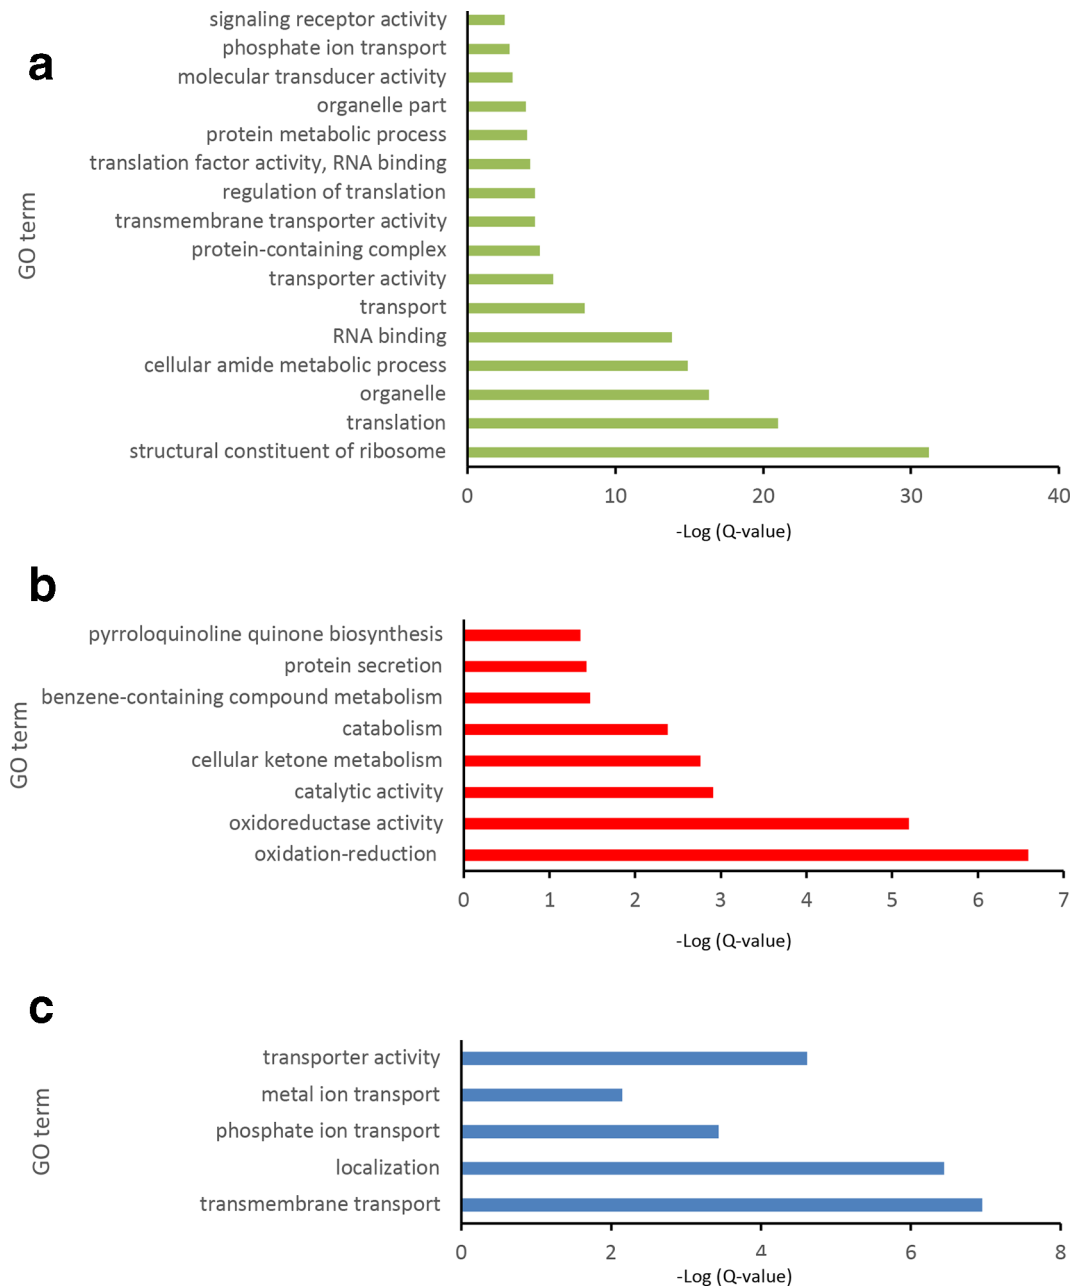 a
GO term
signaling receptor activity
phosphate ion transport
molecular transducer activity
organelle part
protein metabolic process
translation factor activity, RNA binding
regulation of translation
transmembrane transporter activity
protein-containing complex
transporter activity
transport
RNA binding
cellular amide metabolic process
organelle
translation
structural constituent of ribosome
0 10 20 30 40
-Log (Q-value)
b
GO term
pyrroloquinoline quinone biosynthesis
protein secretion
benzene-containing compound metabolism
catabolism
cellular ketone metabolism
catalytic activity
oxidoreductase activity
oxidation-reduction
0 1 2 3 4 5 6 7
-Log (Q-value)
c
GO term
transporter activity
metal ion transport
phosphate ion transport
localization
transmembrane transport
0 2 4 6 8
-Log (Q-value)